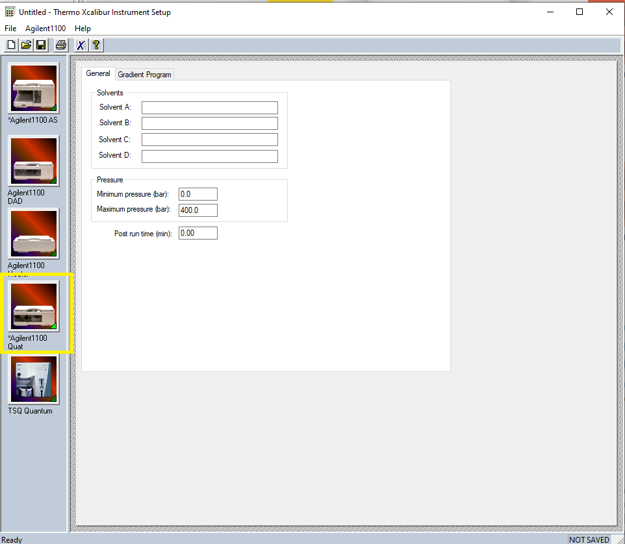 Untitled - Thermo Xcalibur Instrument Setup
File Agilent1100 Help
General Gradient Program
Solvents
Solvent A:
Solvent B:
Solvent C:
Solvent D:
Pressure
Minimum pressure (bar): 0.0
Maximum pressure (bar): 400.0
Post run time (min): 0.00
*Agilent1100 AS
Agilent1100
DAD
Agilent1100
*Agilent1100
Quat
TSQ Quantum
Ready
NOT SAVED